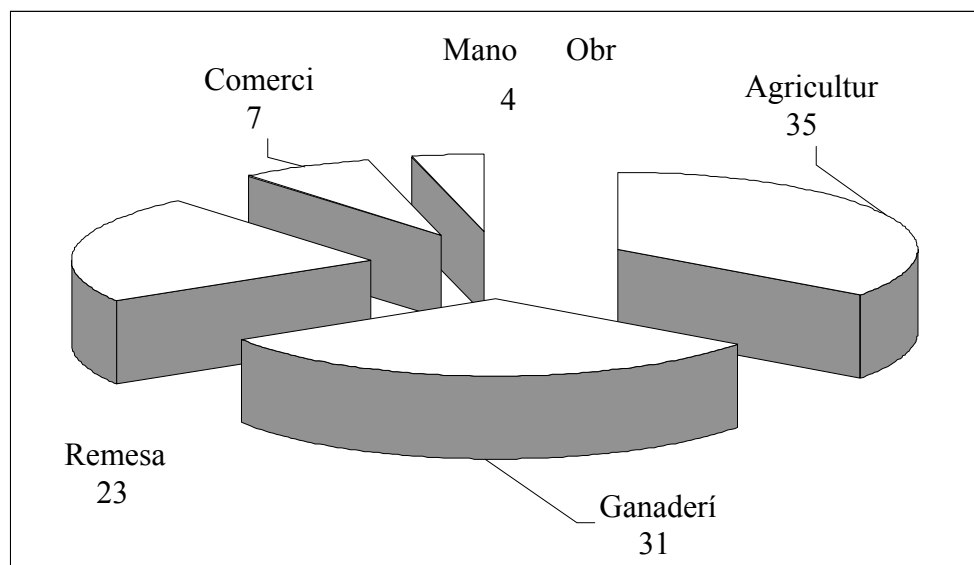 Mano Obr
4
Comerci
7
Agricultur
35
Remesa
23
Ganaderí
31